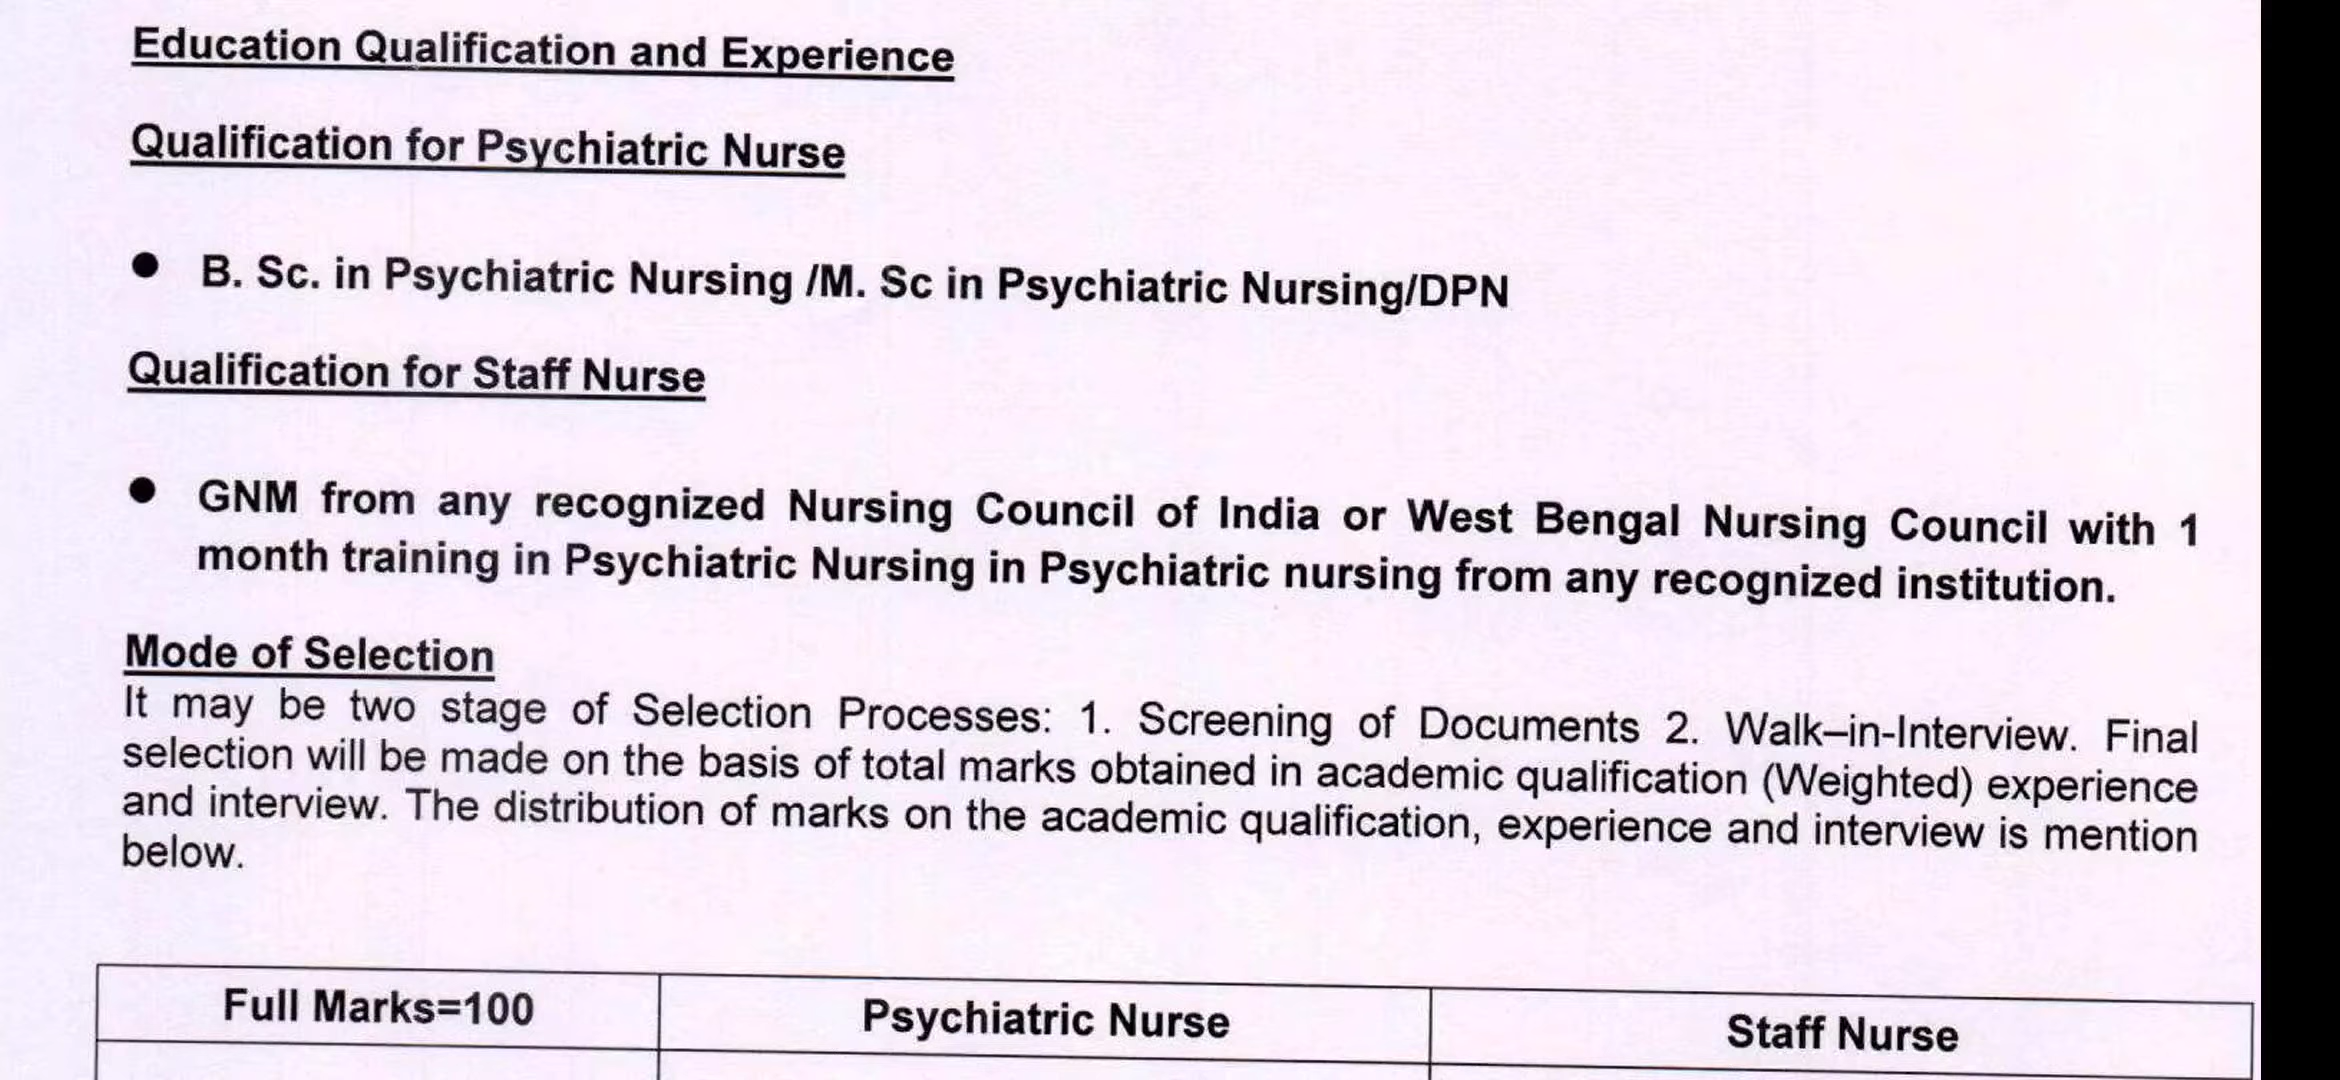 Education Qualification and Experience
Qualification for Psychiatric Nurse
● B. Sc. in Psychiatric Nursing /M. Sc in Psychiatric Nursing/DPN
Qualification for Staff Nurse
● GNM from any recognized Nursing Council of India or West Bengal Nursing Council with 1
month training in Psychiatric Nursing in Psychiatric nursing from any recognized institution.
Mode of Selection
It may be two stage of Selection Processes: 1. Screening of Documents 2. Walk–in-Interview. Final
selection will be made on the basis of total marks obtained in academic qualification (Weighted) experience
and interview. The distribution of marks on the academic qualification, experience and interview is mention
below.
Full Marks=100 Psychiatric Nurse Staff Nurse